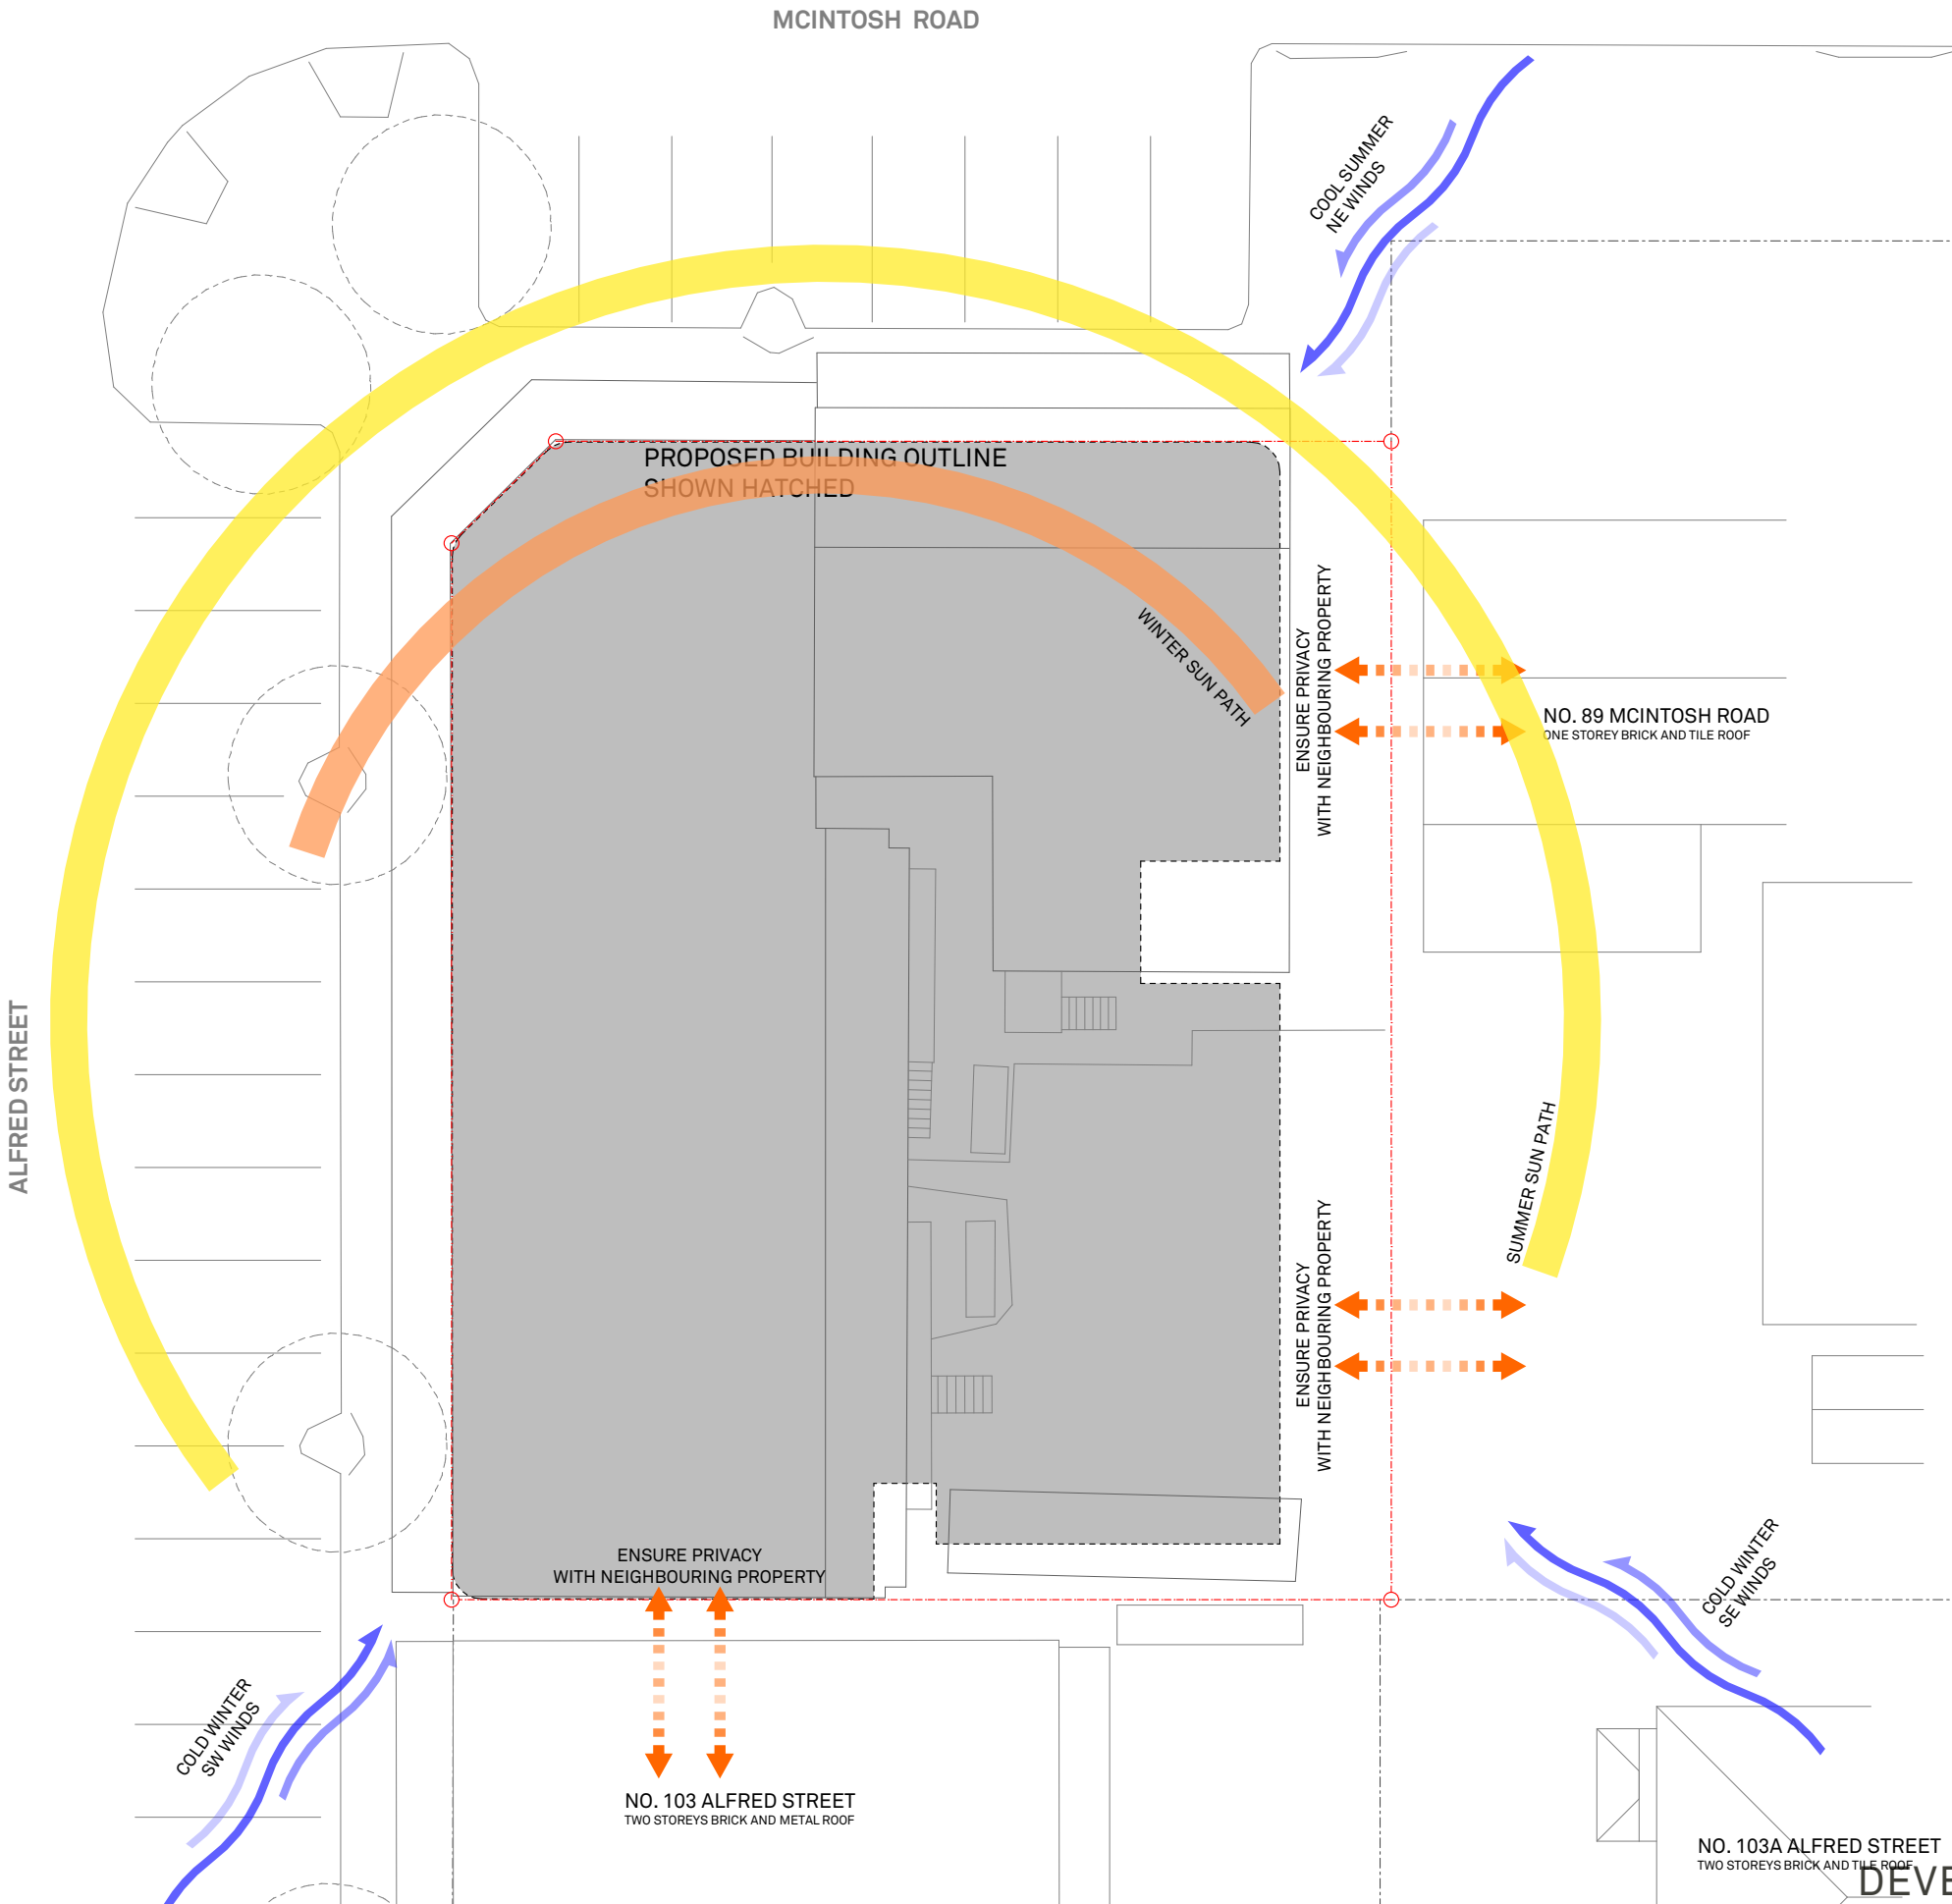 MCINTOSH ROAD
COOL SUMMER
NE WINDS
PROPOSED BUILDING OUTLINE
SHOWN HATCHED
WINTER SUN PATH
ENSURE PRIVACY
WITH NEIGHBOURING PROPERTY
NO. 89 MCINTOSH ROAD
ONE STOREY BRICK AND TILE ROOF
ALFRED STREET
SUMMER SUN PATH
ENSURE PRIVACY
WITH NEIGHBOURING PROPERTY
ENSURE PRIVACY
WITH NEIGHBOURING PROPERTY
COLD WINTER
SE WINDS
COLD WINTER
SW WINDS
NO. 103 ALFRED STREET
TWO STOREYS BRICK AND METAL ROOF
NO. 103A ALFRED STREET
TWO STOREYS BRICK AND TILE ROOF
DEVE